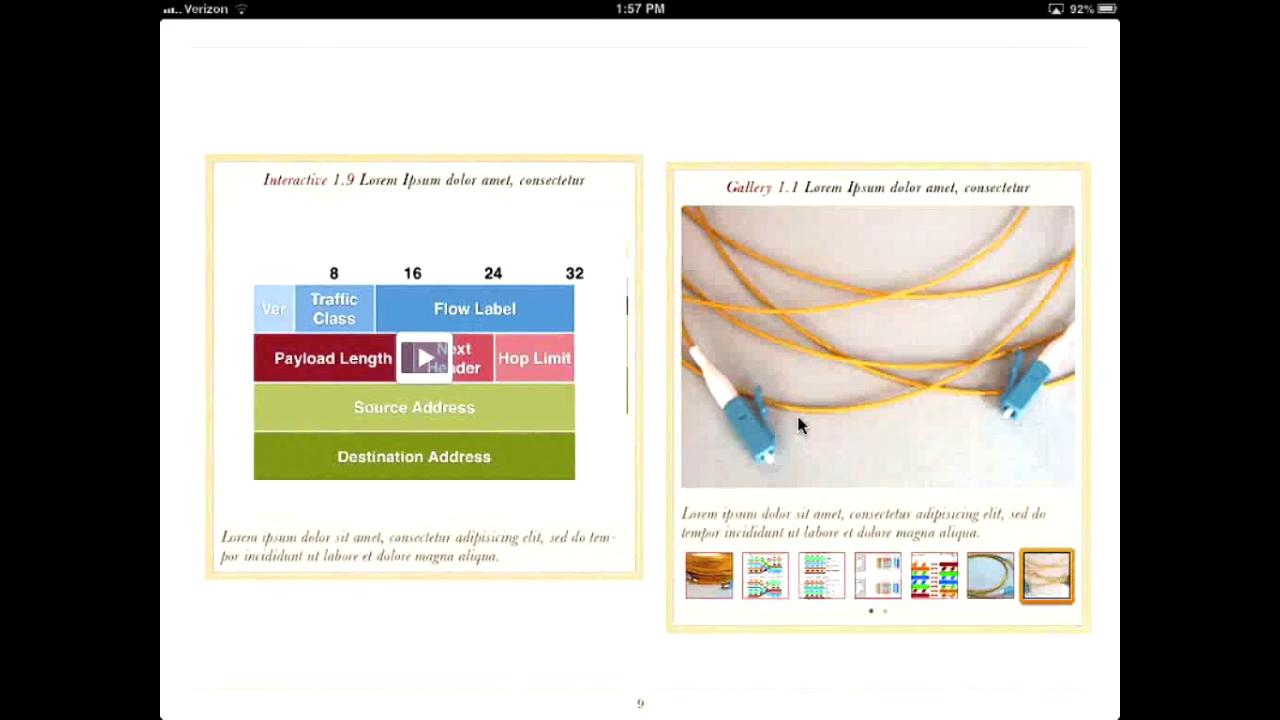 Verizon 1:57 PM 92%
Interactive 1.9 Lorem Ipsum dolor amet, consectetur
8 16 24 32
Ver Traffic Class Flow Label
Payload Length Next Header Hop Limit
Source Address
Destination Address
Lorem ipsum dolor sit amet, consectetur adipisicing elit, sed do tem-
por incididunt ut labore et dolore magna aliqua.
Gallery 1.1 Lorem Ipsum dolor amet, consectetur
Lorem ipsum dolor sit amet, consectetur adipisicing elit, sed do
tempor incididunt ut labore et dolore magna aliqua.
9